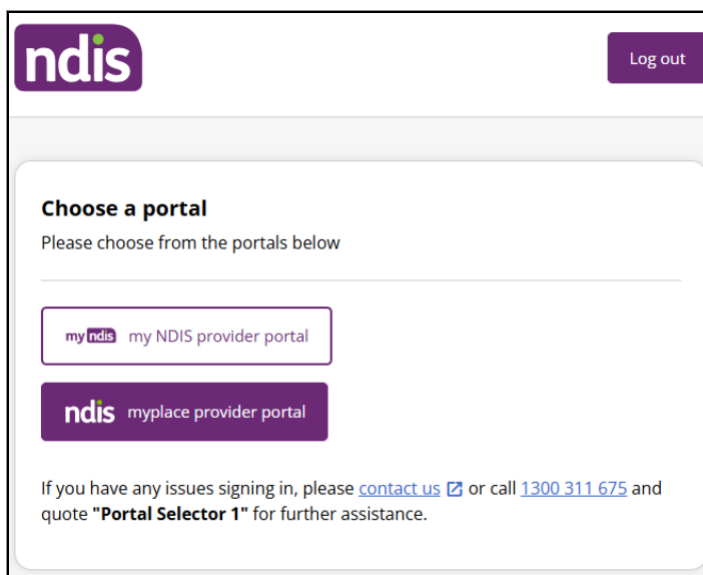 ndis
Log out
Choose a portal
Please choose from the portals below
my ndis my NDIS provider portal
ndis myplace provider portal
If you have any issues signing in, please contact us or call 1300 311 675 and
quote "Portal Selector 1" for further assistance.